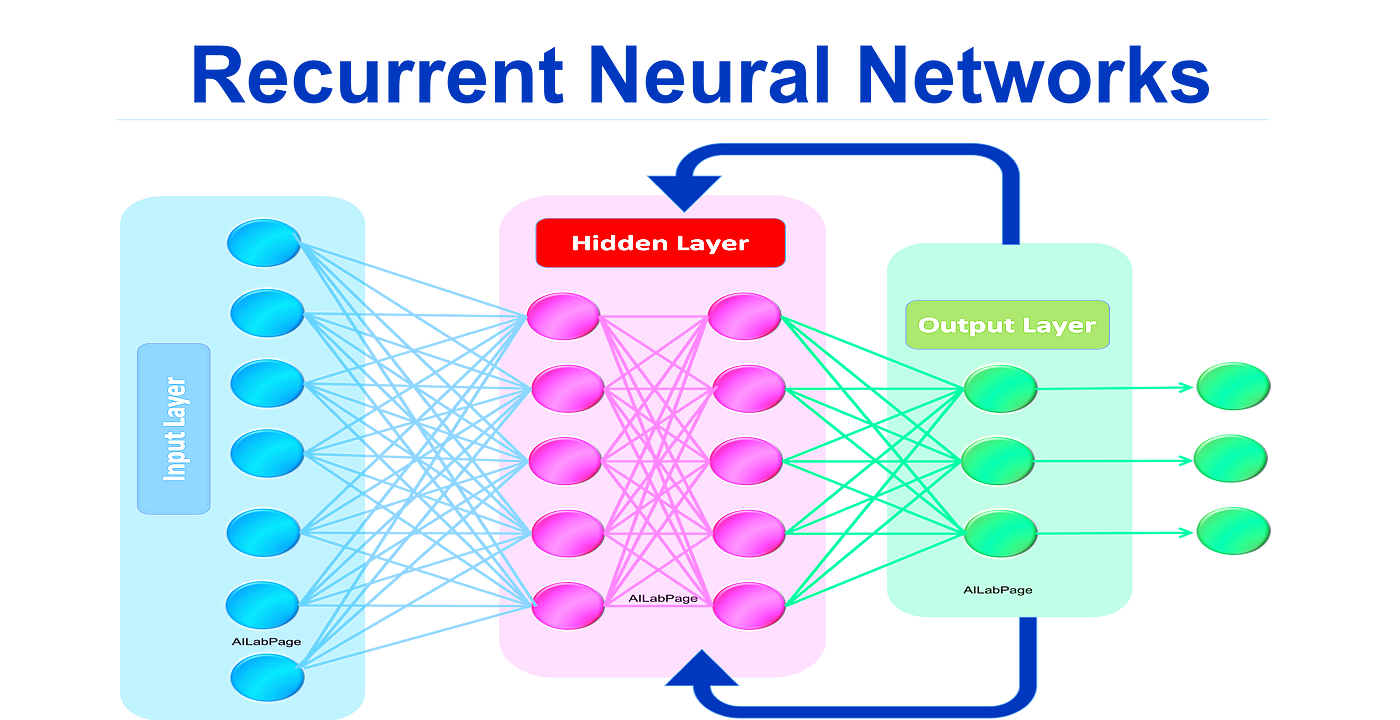 Recurrent Neural Networks
Input Layer
Hidden Layer
Output Layer
AILabPage
AILabPage
AILabPage